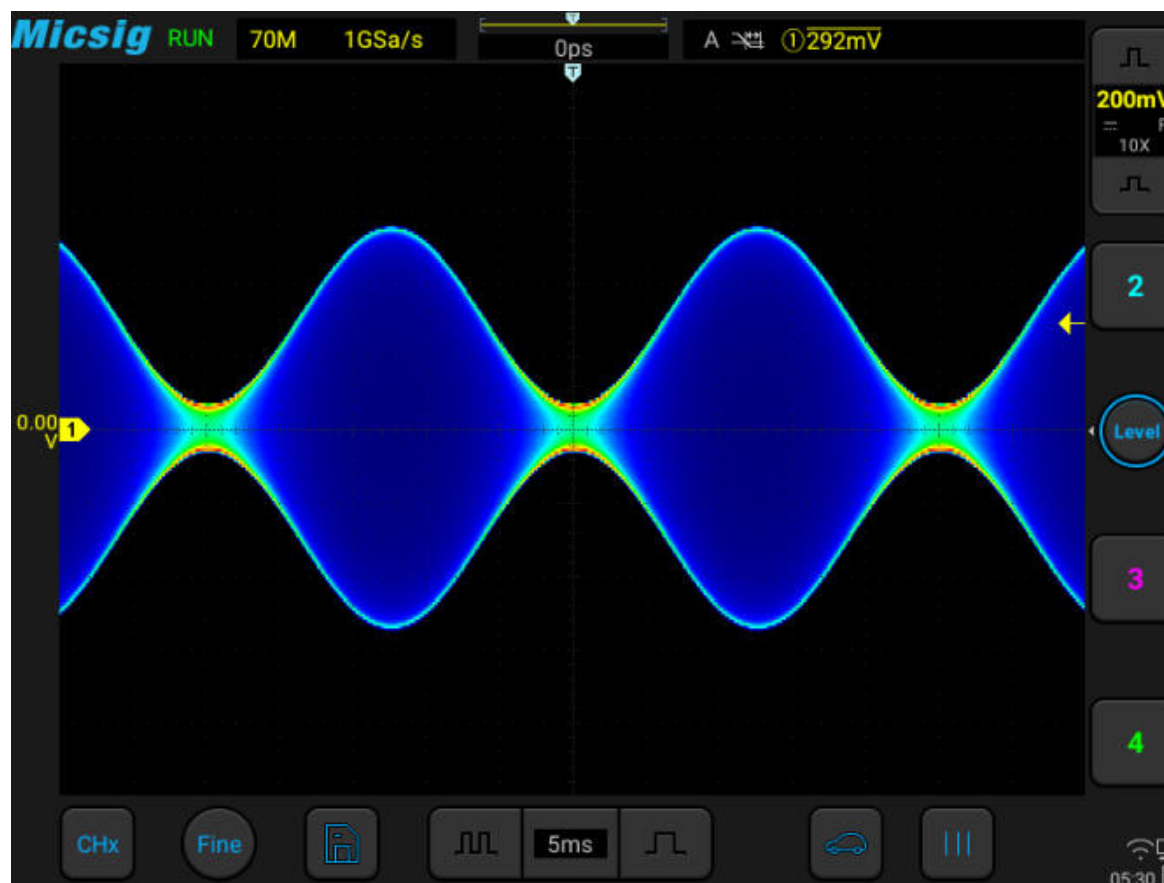 Micsig RUN 70M 1GSa/s T 0ps A ①292mV
T
200mV
10X
2
0.00 V 1
Level
3
4
CHx Fine 5ms
05:30